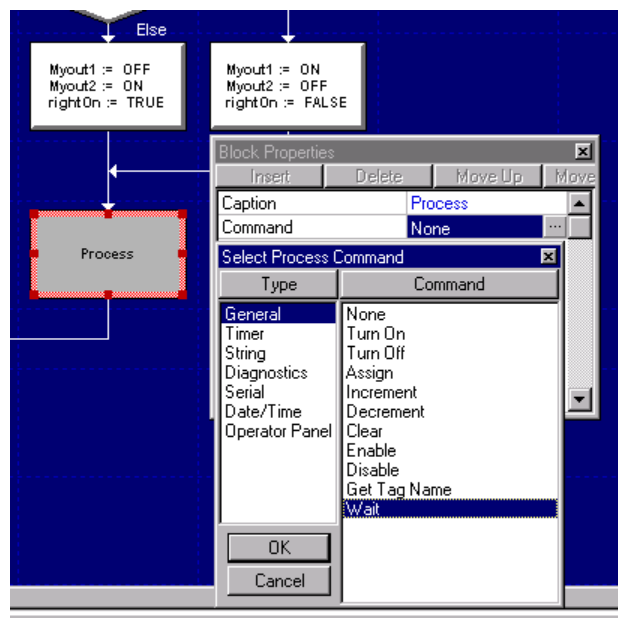 Else
Myout1 := OFF
Myout2 := ON
rightOn := TRUE
Myout1 := ON
Myout2 := OFF
rightOn := FALSE
Process
Block Properties
Insert Delete Move Up Move
Caption Process
Command None ...
Select Process Command
Type Command
General
Timer
String
Diagnostics
Serial
Date/Time
Operator Panel
None
Turn On
Turn Off
Assign
Increment
Decrement
Clear
Enable
Disable
Get Tag Name
Wait
OK
Cancel